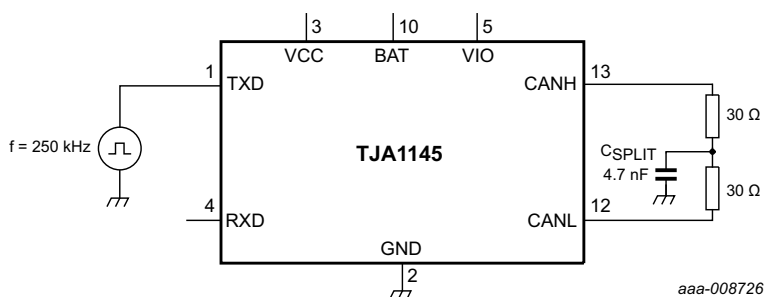 3 10 5
VCC BAT VIO
1 13
TXD CANH
30 Ω
f = 250 kHz TJA1145 CSPLIT
4.7 nF
30 Ω
4 12
RXD CANL
GND
2
aaa-008726